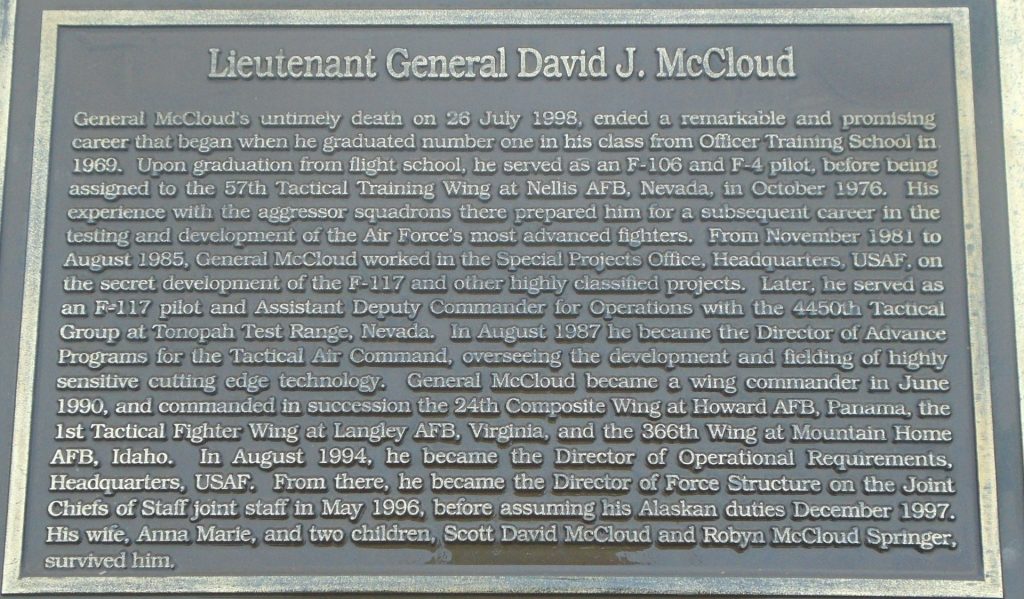 Lieutenant General David J. McCloud
General McCloud's untimely death on 26 July 1998, ended a remarkable and promising
career that began when he graduated number one in his class from Officer Training School in
1969. Upon graduation from flight school, he served as an F-106 and F-4 pilot, before being
assigned to the 57th Tactical Training Wing at Nellis AFB, Nevada, in October 1976. His
experience with the aggressor squadrons there prepared him for a subsequent career in the
testing and development of the Air Force's most advanced fighters. From November 1981 to
August 1985, General McCloud worked in the Special Projects Office, Headquarters, USAF, on
the secret development of the F-117 and other highly classified projects. Later, he served as
an F-117 pilot and Assistant Deputy Commander for Operations with the 4450th Tactical
Group at Tonopah Test Range, Nevada. In August 1987 he became the Director of Advance
Programs for the Tactical Air Command, overseeing the development and fielding of highly
sensitive cutting edge technology. General McCloud became a wing commander in June
1990, and commanded in succession the 24th Composite Wing at Howard AFB, Panama, the
1st Tactical Fighter Wing at Langley AFB, Virginia, and the 366th Wing at Mountain Home
AFB, Idaho. In August 1994, he became the Director of Operational Requirements,
Headquarters, USAF. From there, he became the Director of Force Structure on the Joint
Chiefs of Staff joint staff in May 1996, before assuming his Alaskan duties December 1997.
His wife, Anna Marie, and two children, Scott David McCloud and Robyn McCloud Springer,
survived him.